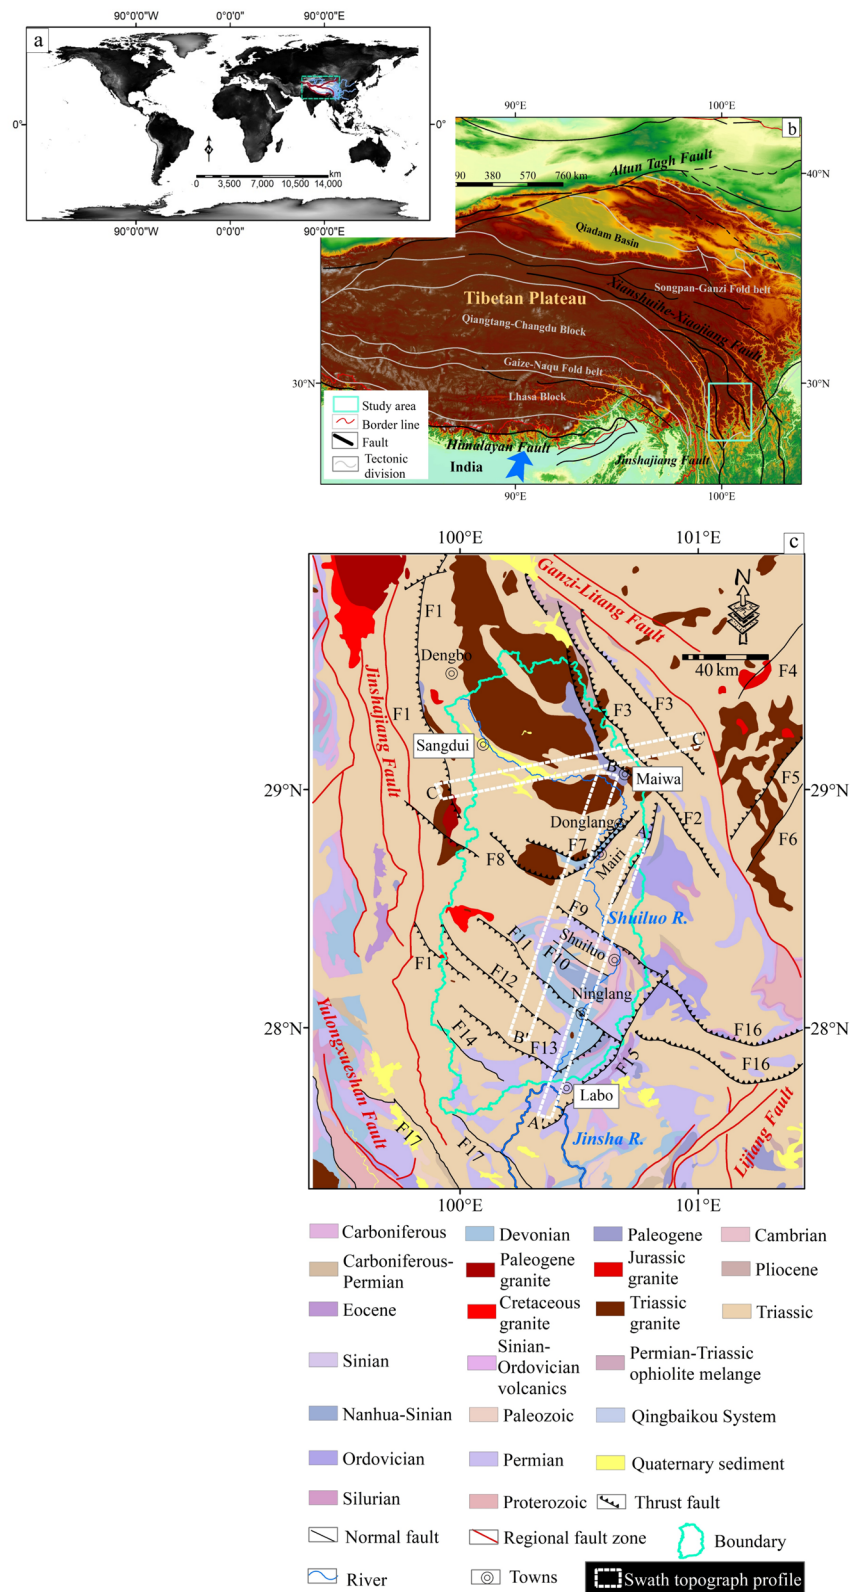 90°0'0"W 0°0'0" 90°0'0"E
a
0° 0°
N
0 3,500 7,000 10,500 14,000 km
90°0'0"W 0°0'0" 90°0'0"E
90°E 100°E
b
Altun Tagh Fault
40°N
90 380 570 760 km
Qiadam Basin
Songpan-Ganzi Fold belt
Xianshuihe-Xiaojiang Fault
Tibetan Plateau
Qiangtang-Changdu Block
Gaize-Naqu Fold belt
30°N 30°N
Lhasa Block
Study area
Border line
Fault
Tectonic
division
Himalayan Fault
India
Jinshajiang Fault
90°E 100°E
100°E 101°E
c
Ganzi-Litang Fault
N
F1
40 km
Dengbo
F4
F3
F3
F1
Jinshajiang Fault
Sangdui
C'
B
Maiwa
F5
29°N 29°N
C
Donglang
F2
A
F6
F7
F8
Mairi
F9
Shuiluo R.
F11
Shuiluo
F10
F1
F12
Ninglang
28°N 28°N
B'
F13
F14
F16
F15
F16
Yulongxueshan Fault
Labo
F17
A'
F17
Jinsha R.
Lijiang Fault
100°E 101°E
Carboniferous Devonian Paleogene Cambrian
Carboniferous-
Permian
Paleogene
granite
Jurassic
granite
Pliocene
Eocene
Cretaceous
granite
Triassic
granite
Triassic
Sinian
Sinian-
Ordovician
volcanics
Permian-Triassic
ophiolite melange
Nanhua-Sinian Paleozoic Qingbaikou System
Ordovician Permian Quaternary sediment
Silurian Proterozoic Thrust fault
Normal fault Regional fault zone Boundary
River Towns Swath topograph profile